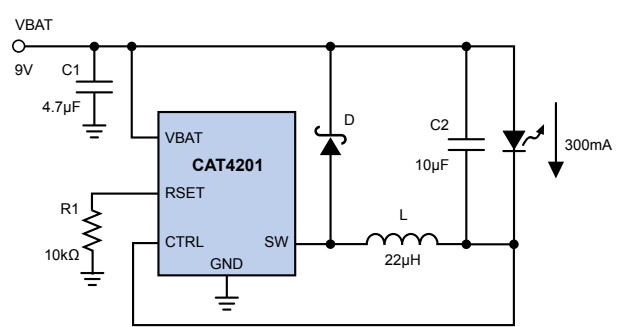 VBAT
9V
C1
4.7µF
D
C2
10µF
300mA
VBAT
CAT4201
RSET
R1
10kΩ
CTRL
SW
GND
L
22µH